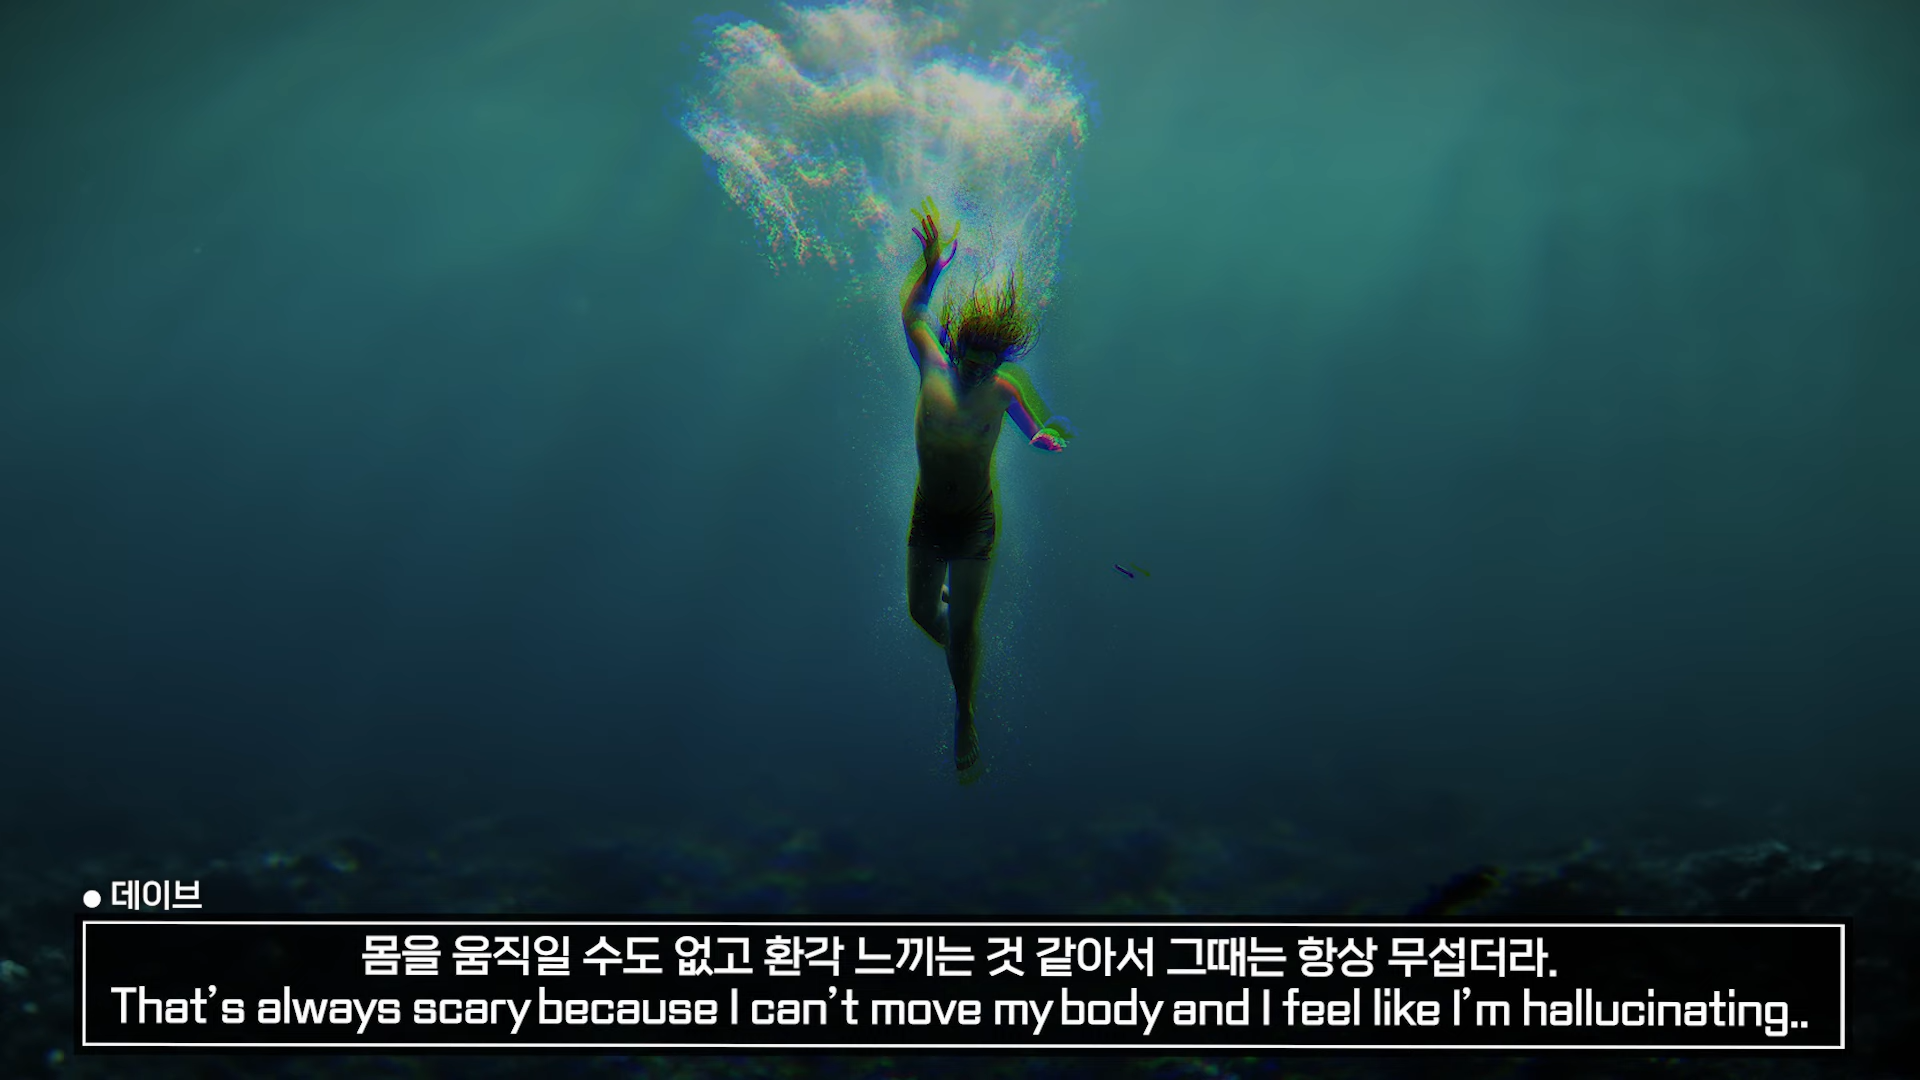 데이브
몸을 움직일 수도 없고 환각 느끼는 것 같아서 그때는 항상 무섭더라.
That's always scary because I can't move my body and I feel like I'm hallucinating..